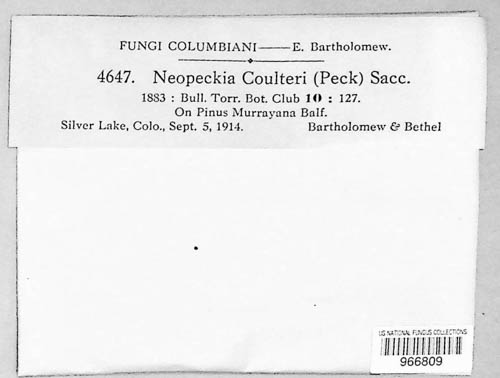 FUNGI COLUMBIANI——E. Bartholomew.
4647. Neopeckia Coulteri (Peck) Sacc.
1883 : Bull. Torr. Bot. Club 10 : 127.
On Pinus Murrayana Balf.
Silver Lake, Colo., Sept. 5, 1914. Bartholomew & Bethel
US NATIONAL FUNGUS COLLECTIONS
966809